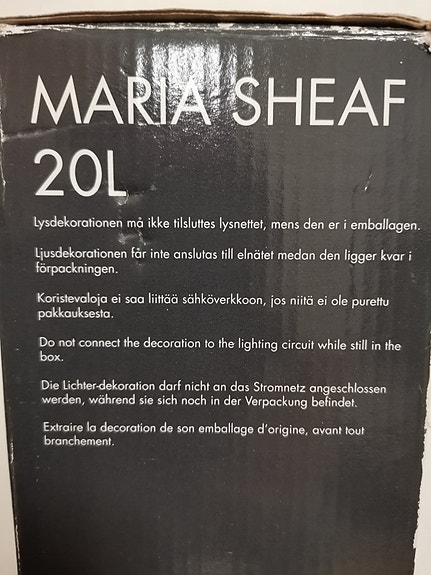 MARIA SHEAF
20L
Lysdekorationen må ikke tilsluttes lysnettet, mens den er i emballagen.
Ljusdekorationen får inte anslutas till elnätet medan den ligger kvar i
förpackningen.
Koristevaloja ei saa liittää sähköverkkoon, jos niitä ei ole purettu
pakkauksesta.
Do not connect the decoration to the lighting circuit while still in the
box.
Die Lichter-dekoration darf nicht an das Stromnetz angeschlossen
werden, während sie sich noch in der Verpackung befindet.
Extraire la decoration de son emballage d'origine, avant tout
branchement.